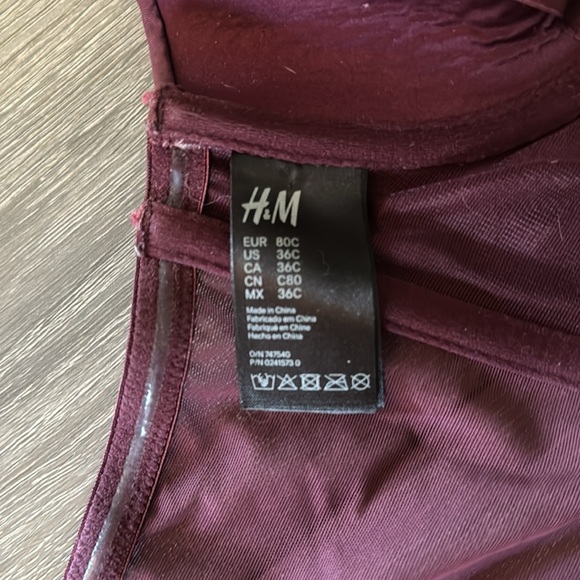 H&M
EUR 80C
US 36C
CA 36C
CN C80
MX 36C
Made in China
Fabricado em China
Fabriqué en Chine
Hecho en China
O/N 747540
P/N 0241573 0